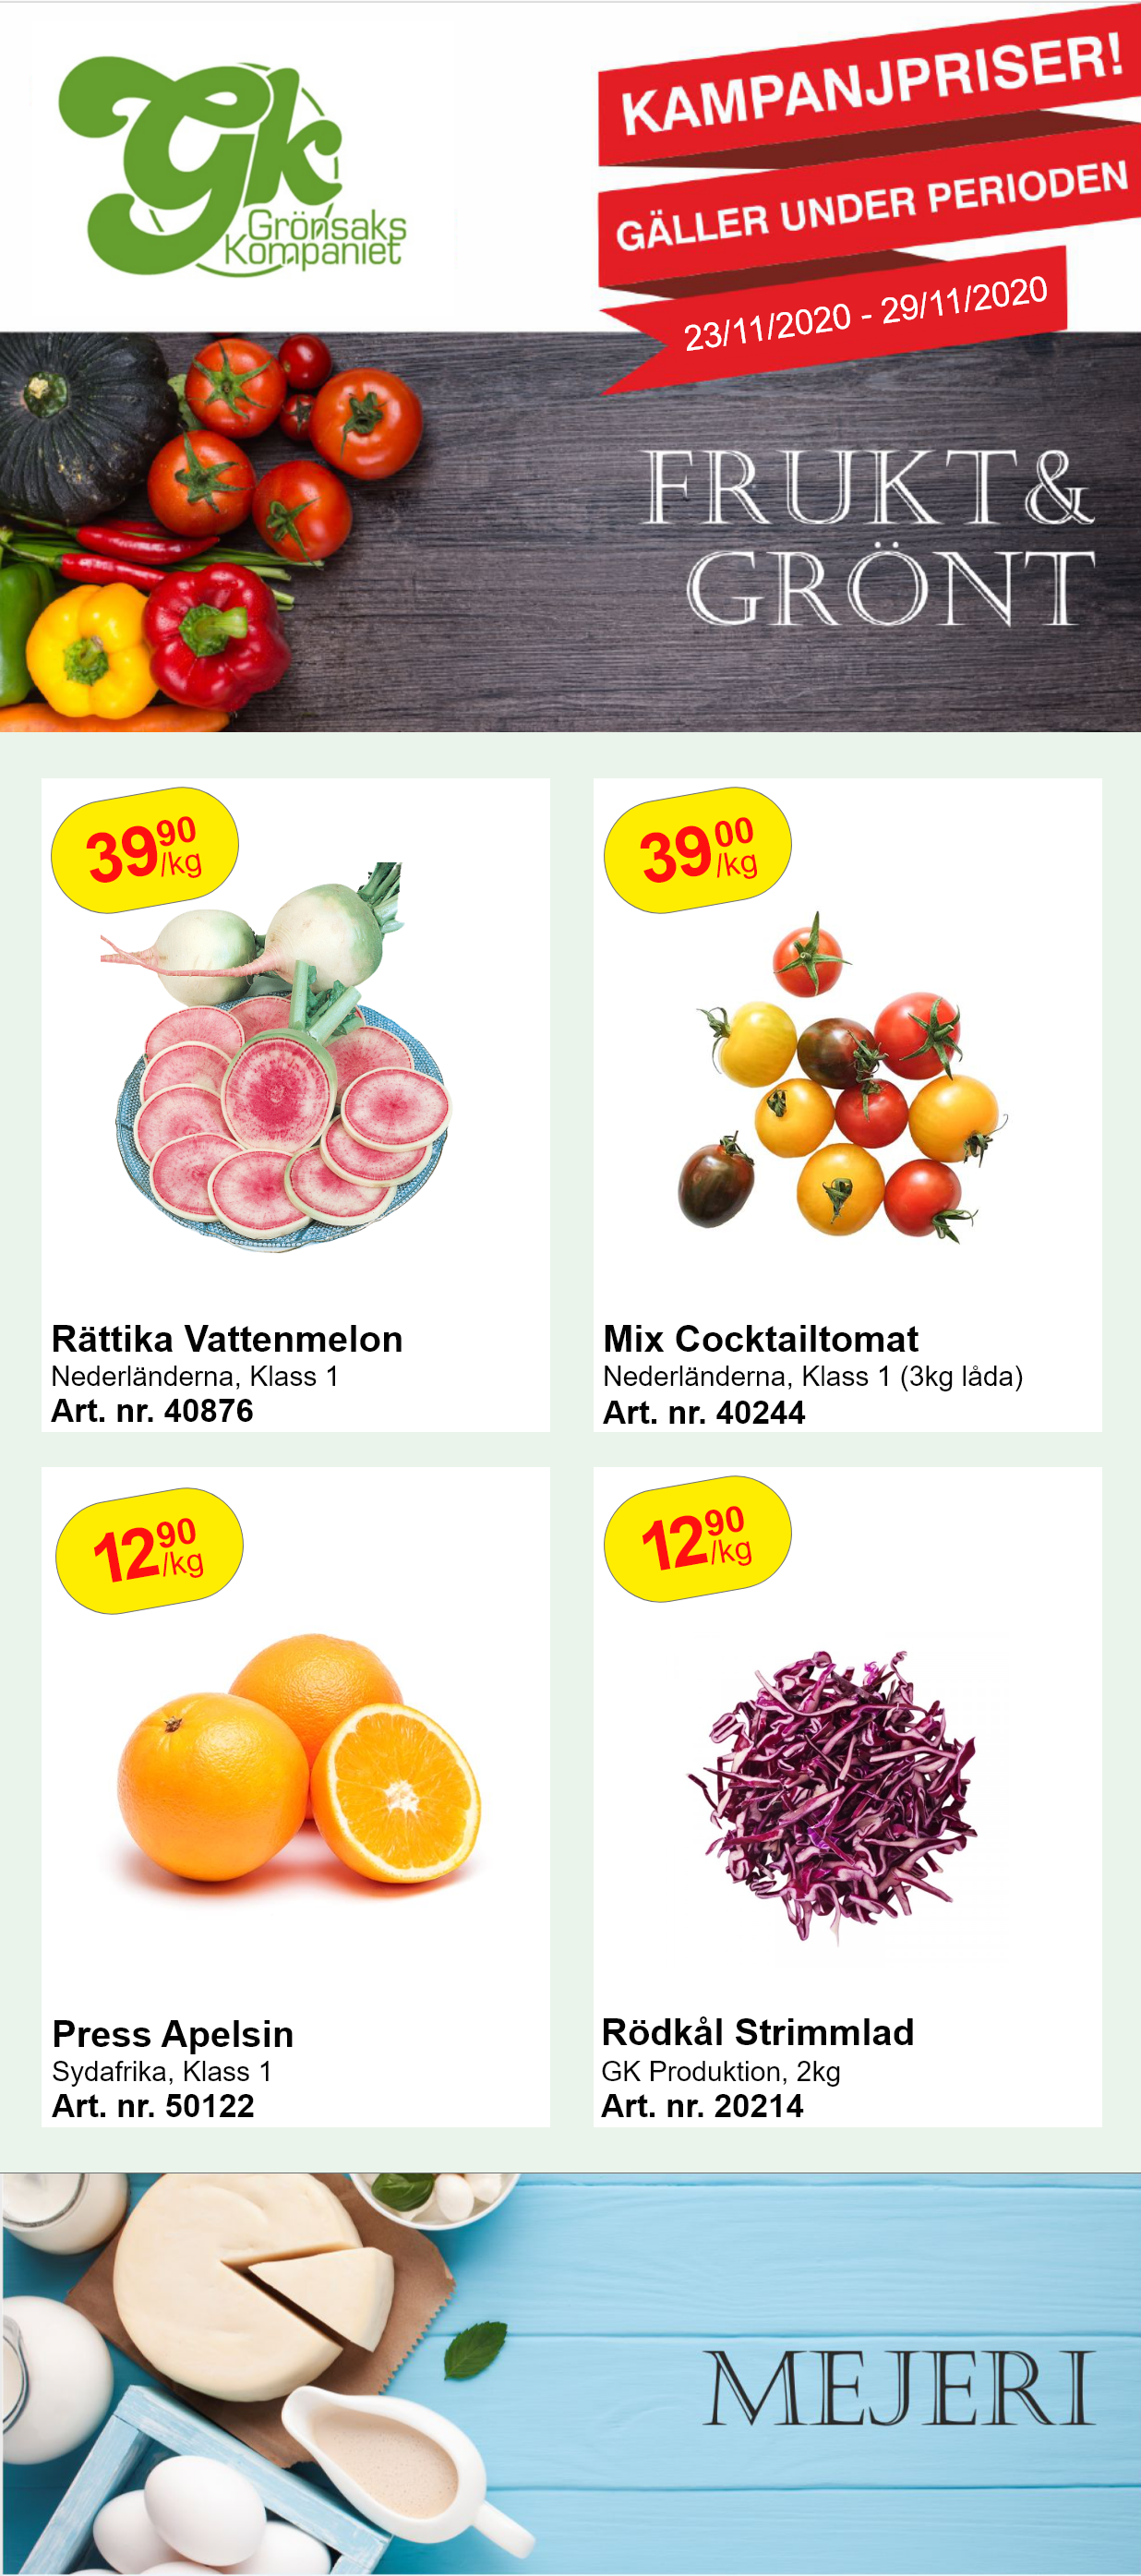 Gk
Grönsaks
Kompaniet
KAMPANJPRISER!
GÄLLER UNDER PERIODEN
23/11/2020 - 29/11/2020
FRUKT&
GRÖNT
39 90 /kg
39 00 /kg
Rättika Vattenmelon
Nederländerna, Klass 1
Art. nr. 40876
Mix Cocktailtomat
Nederländerna, Klass 1 (3kg låda)
Art. nr. 40244
12 90 /kg
12 90 /kg
Press Apelsin
Sydafrika, Klass 1
Art. nr. 50122
Rödkål Strimmlad
GK Produktion, 2kg
Art. nr. 20214
MEJERI